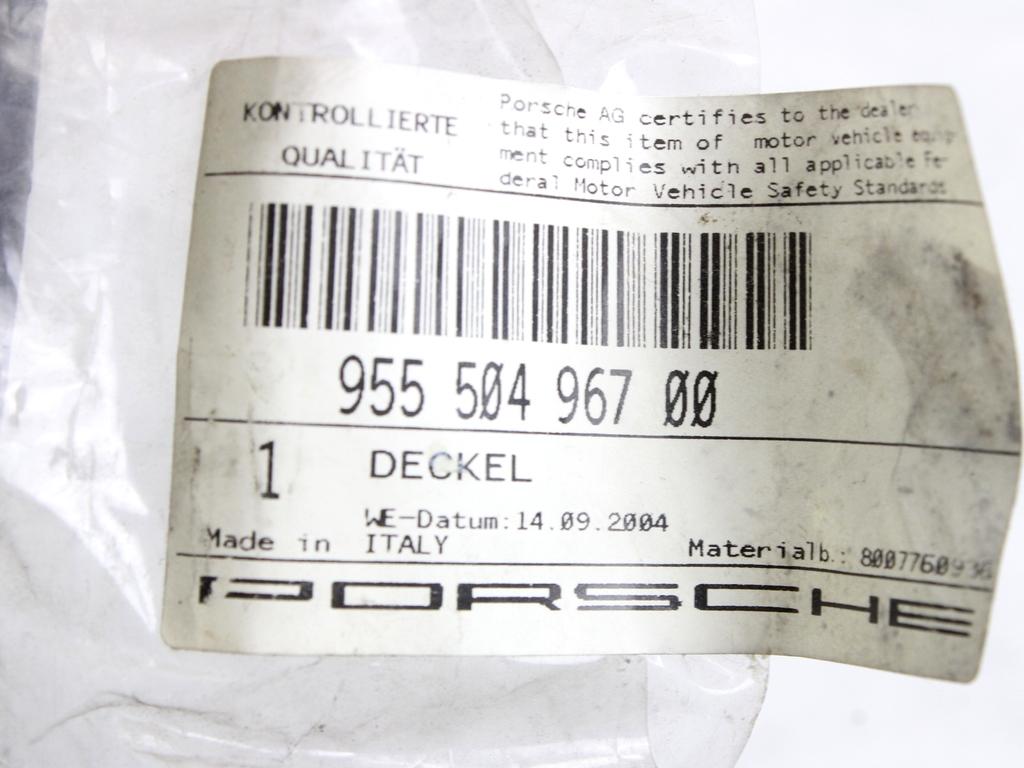 KONTROLLIERTE
QUALITÄT
Porsche AG certifies to the dealer
that this item of motor vehicle equip-
ment complies with all applicable Fe-
deral Motor Vehicle Safety Standards
955 504 967 00
1 DECKEL
WE-Datum:14.09.2004
Made in ITALY
Materialb.: 8007760936
PORSCHE